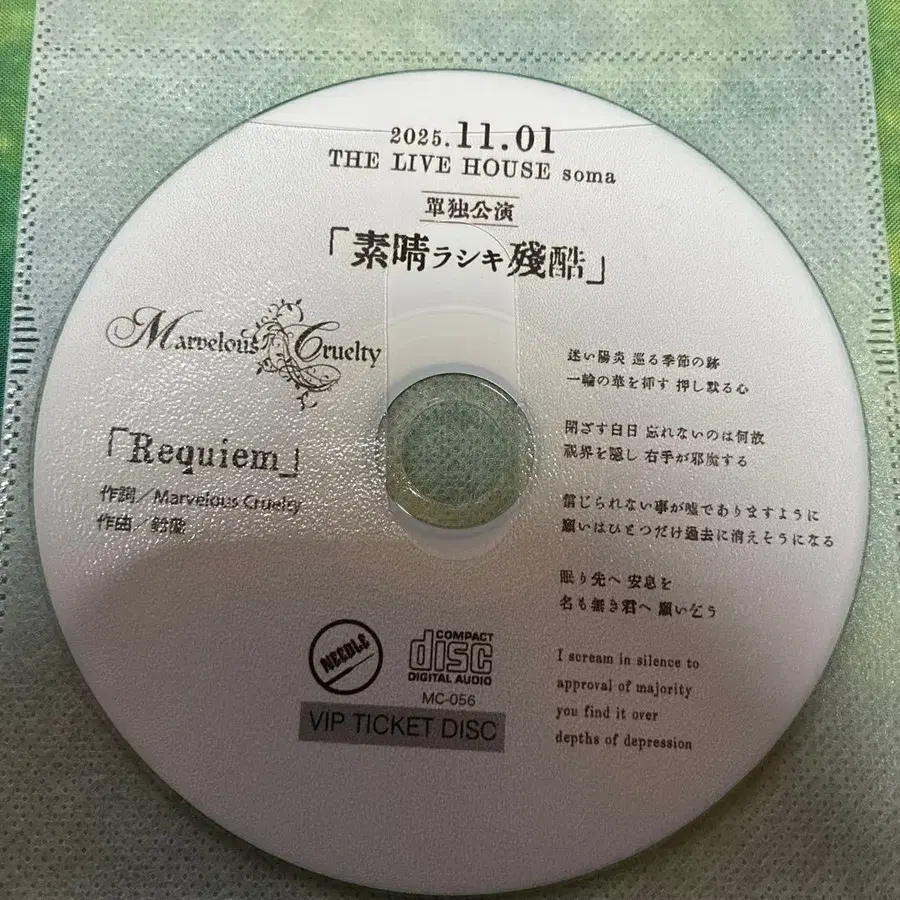 2025.11.01
THE LIVE HOUSE soma
單独公演
「素晴ラシキ殘酷」
Marvelous Cruelty
「Requiem」
作詞／Marvelous Cruelty
作曲／鈴
迷い陽炎 巡る季節の跡
一輪の華を挿す 押し黙る心
閉ざす白日 忘れないのは何故
視界を隠し 右手が邪魔する
信じられない事が嘘でありますように
願いはひとつだけ過去に消えそうになる
眠り先へ 安息を
名も無き君へ 願い乞う
I scream in silence to
approval of majority
you find it over
depths of depression
NEEDLE
COMPACT
disc
DIGITAL AUDIO
MC-056
VIP TICKET DISC